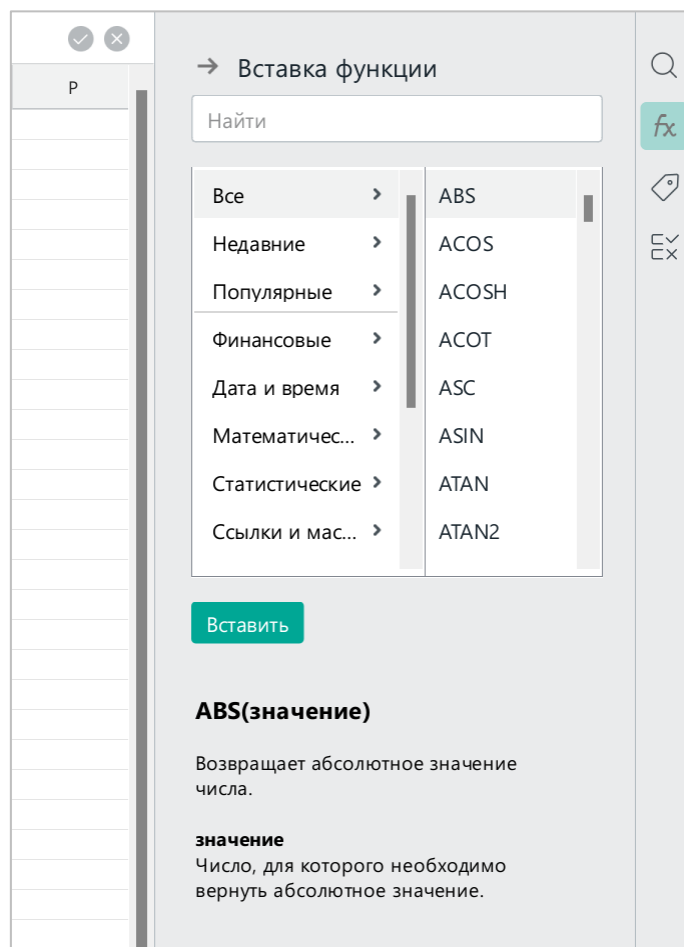 P
Вставка функции
Найти
Все
Недавние
Популярные
Финансовые
Дата и время
Математичес...
Статистические
Ссылки и мас...
ABS
ACOS
ACOSH
ACOT
ASC
ASIN
ATAN
ATAN2
Вставить
ABS(значение)
Возвращает абсолютное значение
числа.
значение
Число, для которого необходимо
вернуть абсолютное значение.
fx